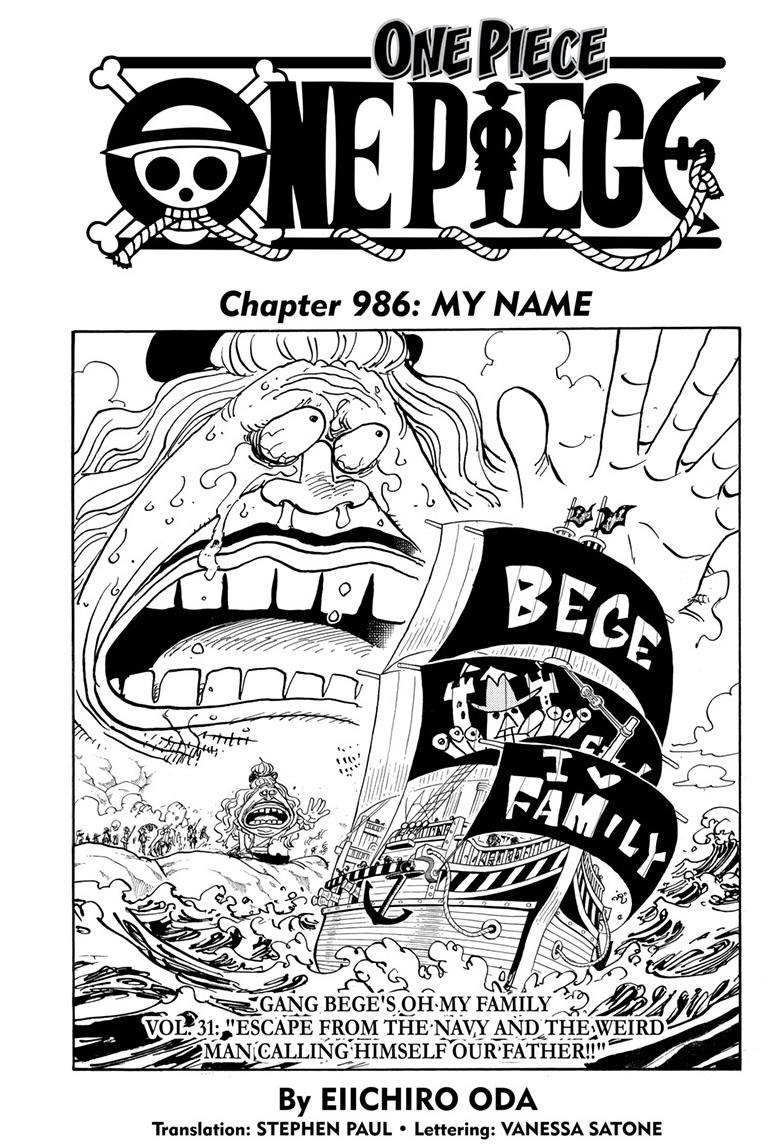 ONE PIECE
ONE PIECE
Chapter 986: MY NAME
BEGE
I ♥
FAMILY
GANG BEGE'S OH MY FAMILY
VOL. 31: "ESCAPE FROM THE NAVY AND THE WEIRD
MAN CALLING HIMSELF OUR FATHER!!"
By EIICHIRO ODA
Translation: STEPHEN PAUL • Lettering: VANESSA SATONE